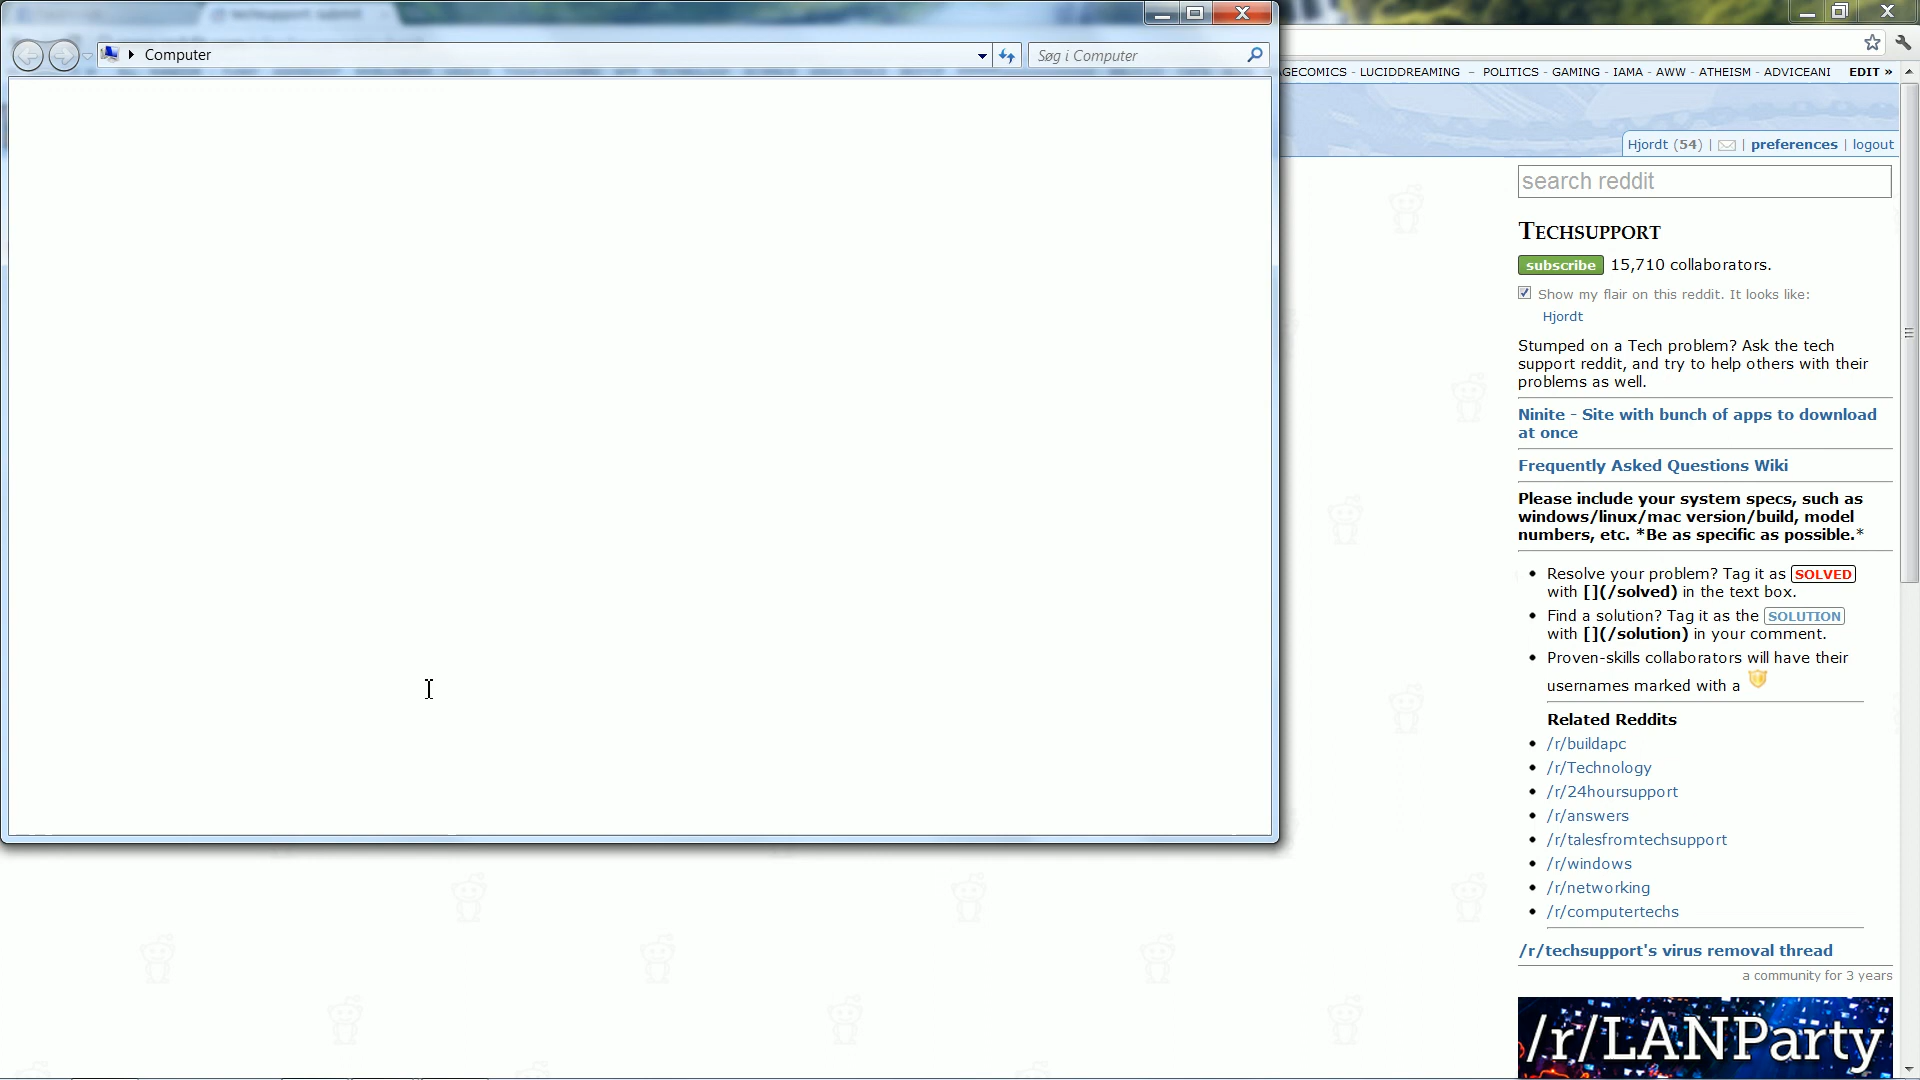 Computer
Søg i Computer
GECOMICS - LUCIDDREAMING - POLITICS - GAMING - IAMA - AWW - ATHEISM - ADVICEANI EDIT »
Hjordt (54) | | preferences | logout
search reddit
TECHSUPPORT
subscribe 15,710 collaborators.
Show my flair on this reddit. It looks like:
Hjordt
Stumped on a Tech problem? Ask the tech
support reddit, and try to help others with their
problems as well.
Ninite - Site with bunch of apps to download
at once
Frequently Asked Questions Wiki
Please include your system specs, such as
windows/linux/mac version/build, model
numbers, etc. *Be as specific as possible.*
Resolve your problem? Tag it as SOLVED
with [](/solved) in the text box.
Find a solution? Tag it as the SOLUTION
with [](/solution) in your comment.
Proven-skills collaborators will have their
usernames marked with a
Related Reddits
/r/buildapc
/r/Technology
/r/24hoursupport
/r/answers
/r/talesfromtechsupport
/r/windows
/r/networking
/r/computertechs
/r/techsupport's virus removal thread
a community for 3 years
/r/LANParty